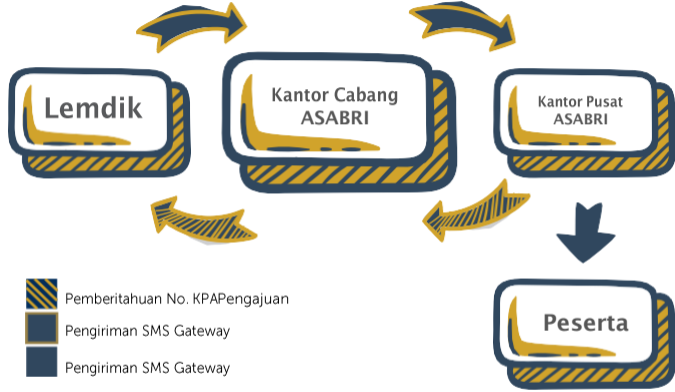 Lemdik
Kantor Cabang
ASABRI
Kantor Pusat
ASABRI
Peserta
Pemberitahuan No. KPAPengajuan
Pengiriman SMS Gateway
Pengiriman SMS Gateway